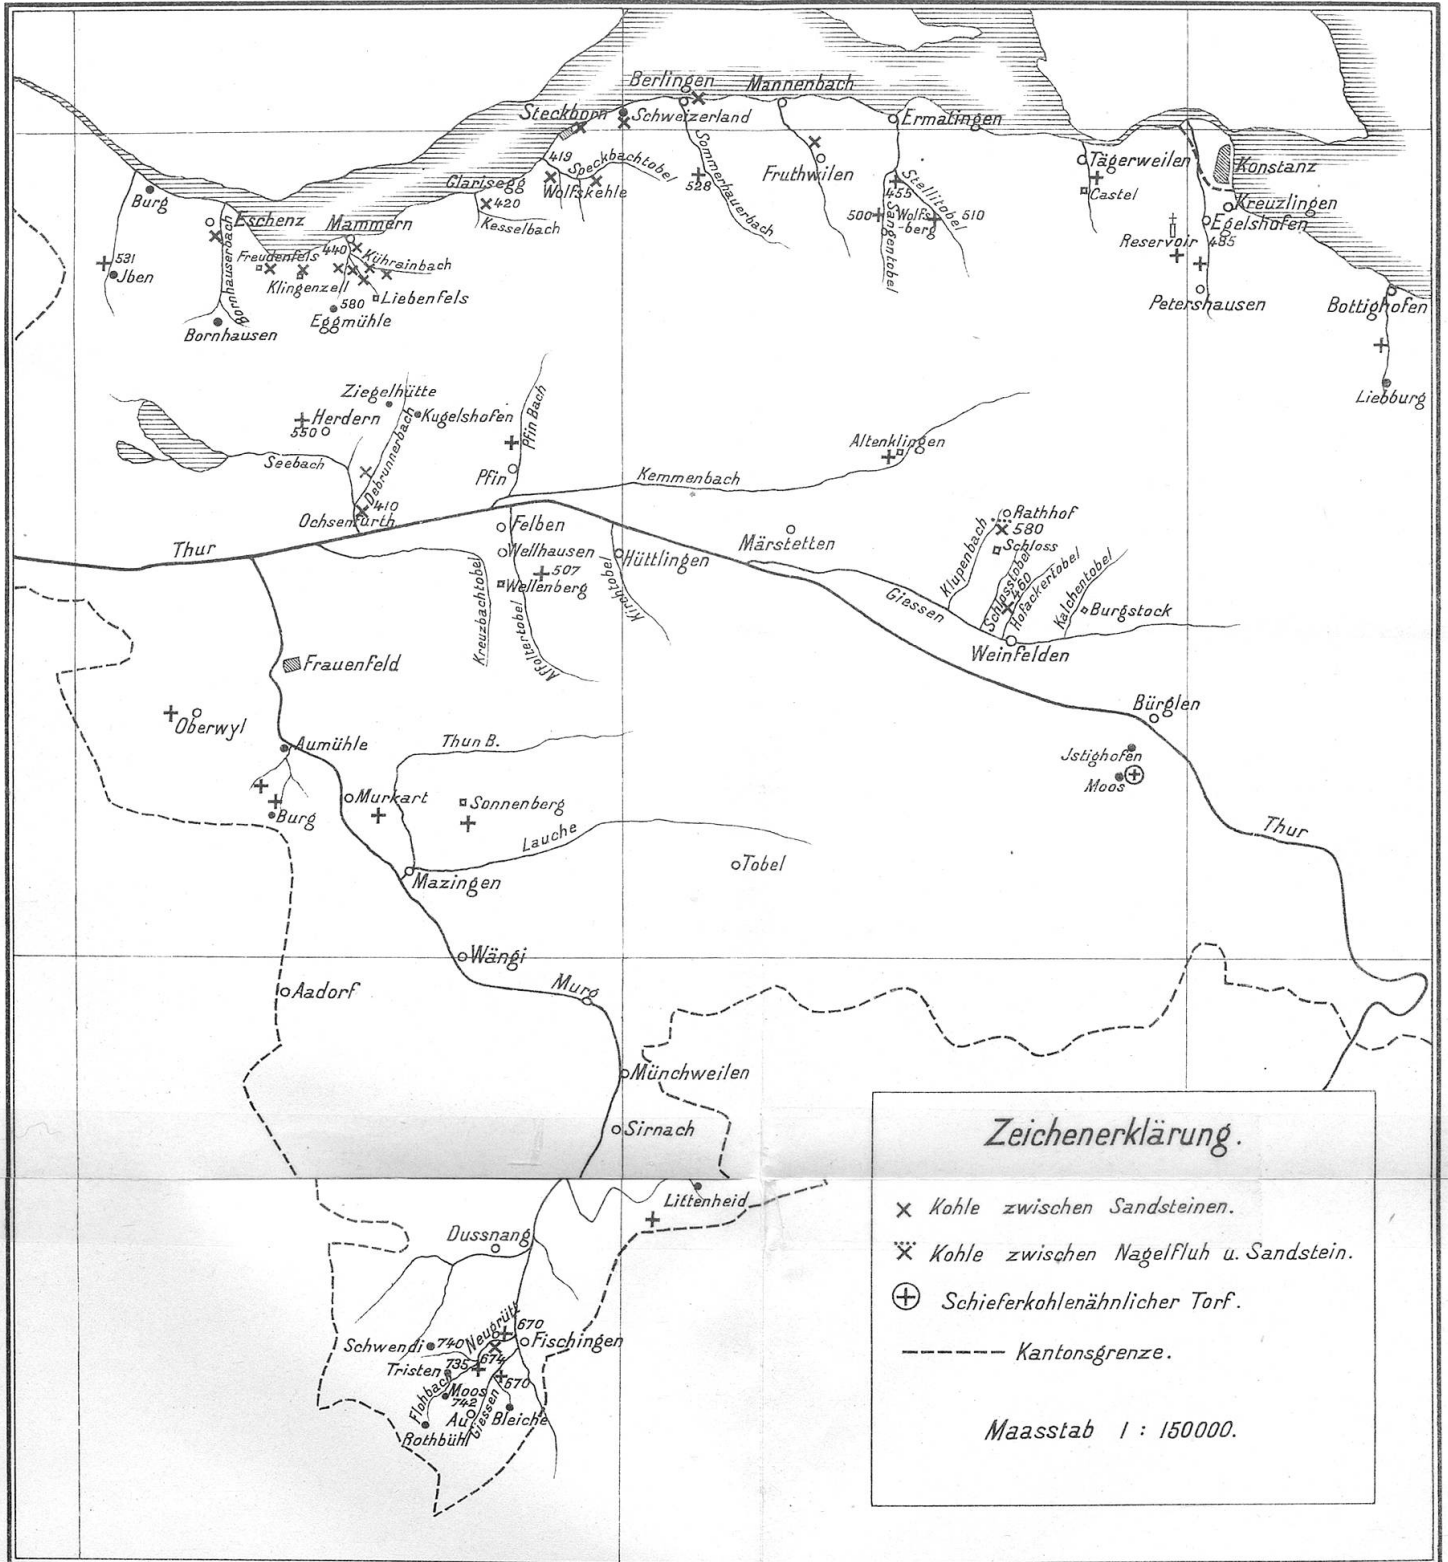 Berlingen
Mannenbach
Steckborn
Schweizerland
Ermatingen
419
Speckbachtobel
Sommerhauerbach
Fruthwilen
Stellitobel
Tägerweilen
Konstanz
Glarisegg
Wolfskehle
528
455
Castel
Burg
420
500
Wolfs
-berg
510
Kreuzlingen
Eschenz
Mammern
Kesselbach
Sangentobel
Egelshofen
Bornhauserbach
440
Kührainbach
Reservoir
485
531
Jben
Freudenfels
Klingenzell
Liebenfels
580
Eggmühle
Petershausen
Bottighofen
Bornhausen
Ziegelhütte
Pfin Bach
Liebburg
Herdern
550
Kugelshofen
Debrunnerbach
Altenklingen
Seebach
Pfin
Kemmenbach
410
Ochsenfurth
Rathhof
580
Felben
Thur
Wellhausen
Hüttlingen
Märstetten
Klupenbach
Schloss
507
Wellenberg
Kirchtobel
Giessen
Schlosstobel
460
Hofackertobel
Kalchentobel
Burgstock
Kreuzbachtobel
Affoltertobel
Weinfelden
Frauenfeld
Bürglen
Oberwyl
Aumühle
Thun B.
Jstighofen
Moos
Murkart
Sonnenberg
Burg
Lauche
Thur
Tobel
Mazingen
Wängi
Aadorf
Murg
Münchweilen
Sirnach
Zeichenerklärung.
Littenheid
Kohle zwischen Sandsteinen.
Dussnang
Kohle zwischen Nagelfluh u. Sandstein.
Schieferkohlenähnlicher Torf.
Neugrütt
670
Schwendi
740
Fischingen
Kantonsgrenze.
Tristen
735
674
670
Flohbach
Moos
742
Au
Giessen
Bleiche
Rothbühl
Maasstab 1 : 150000.